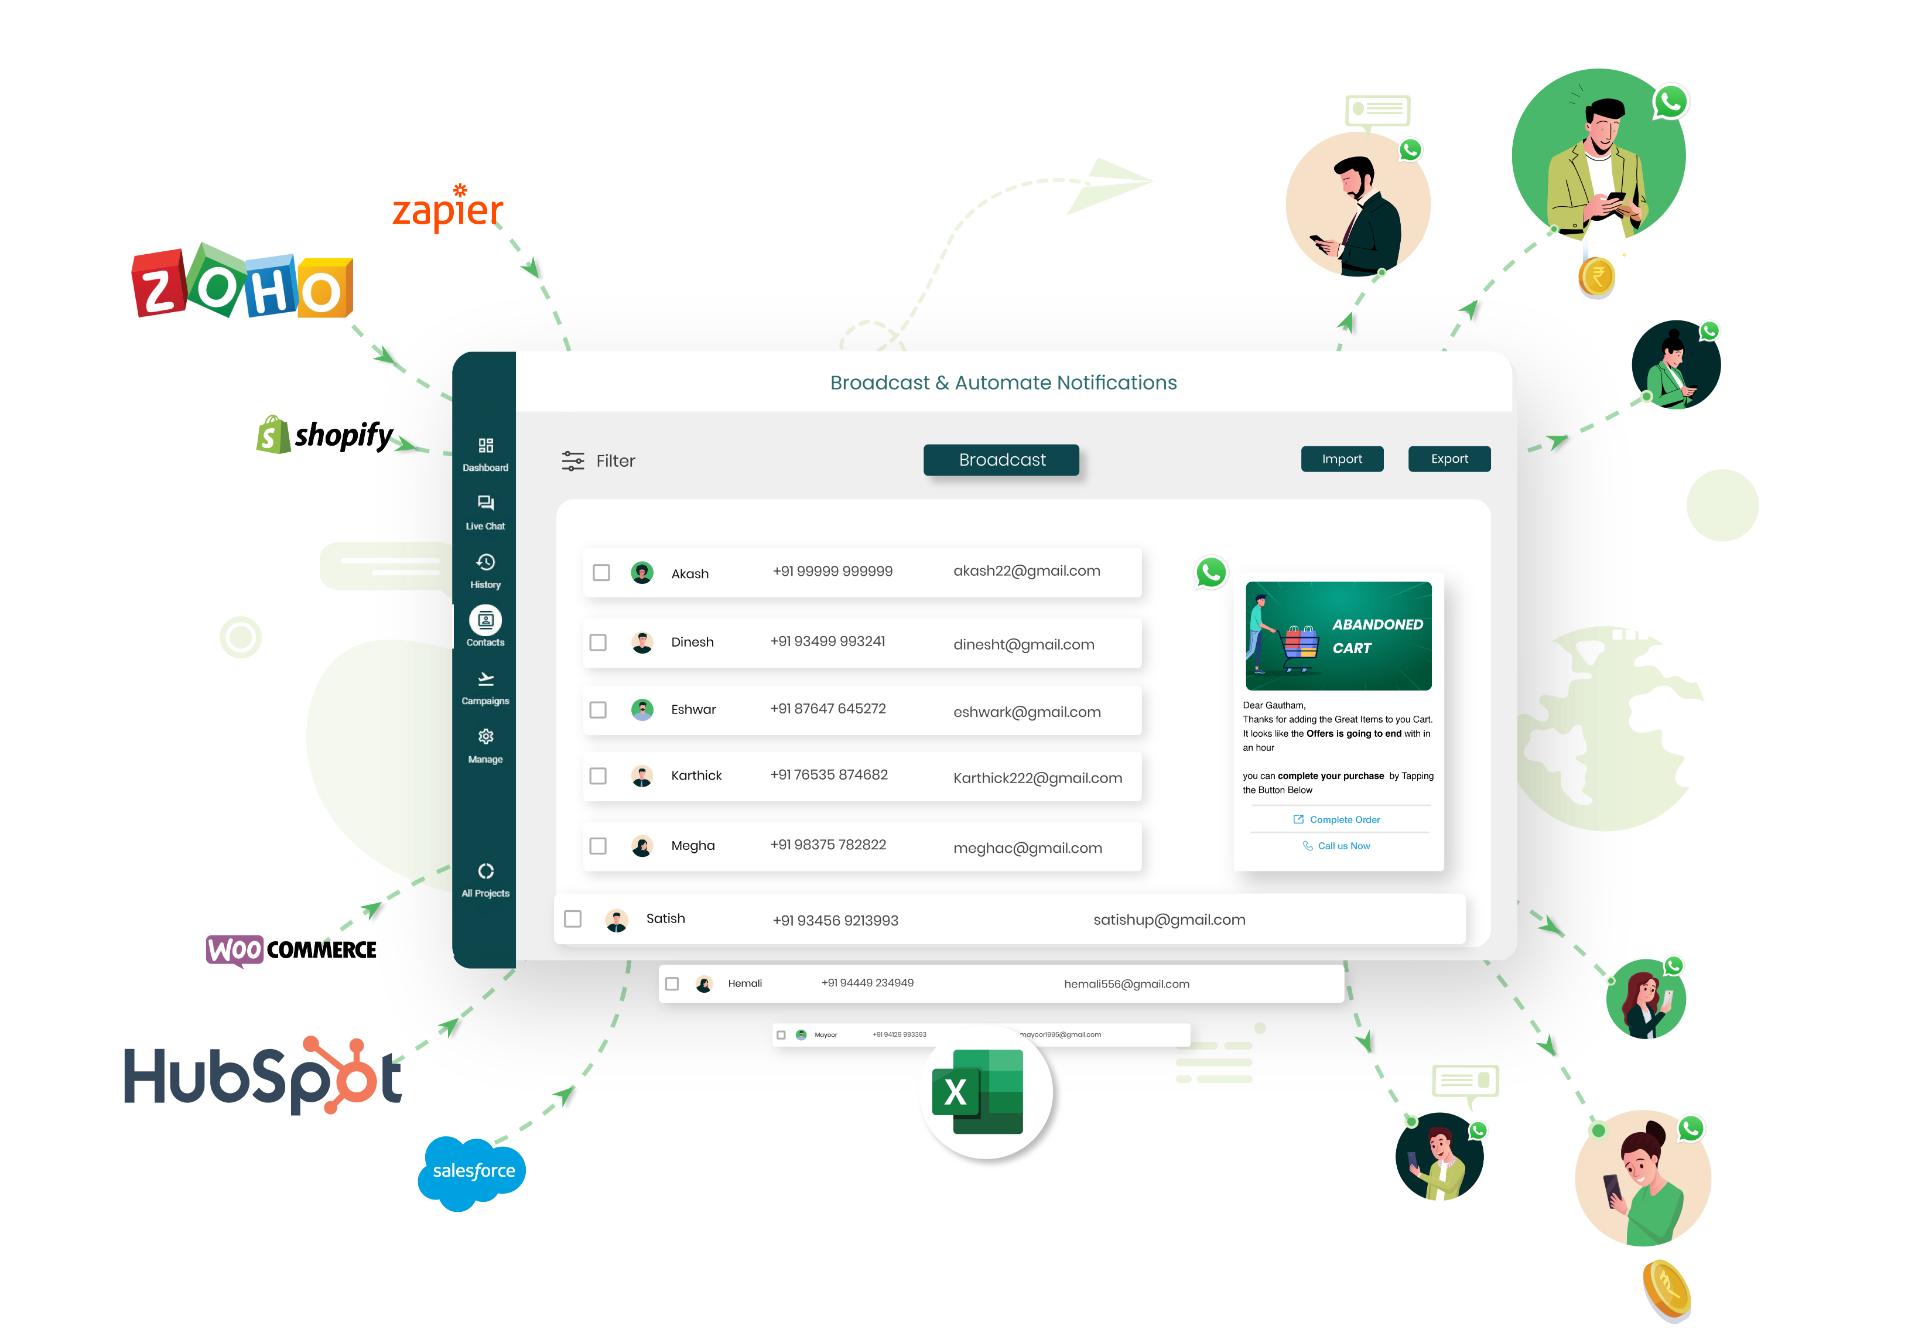 zapier
ZOHO
shopify
Broadcast & Automate Notifications
Dashboard
Live Chat
History
Contacts
Campaigns
Manage
All Projects
Filter
Broadcast
Import
Export
Akash +91 99999 999999 akash22@gmail.com
Dinesh +91 93499 993241 dinesht@gmail.com
Eshwar +91 87647 645272 eshwark@gmail.com
Karthick +91 76535 874682 Karthick222@gmail.com
Megha +91 98375 782822 meghac@gmail.com
Satish +91 93456 9213993 satishup@gmail.com
Hemali +91 94449 234949 hemali556@gmail.com
Mayoor +91 94126 993393 mayoor1995@gmail.com
ABANDONED
CART
Dear Gautham,
Thanks for adding the Great Items to you Cart.
It looks like the Offers is going to end with in
an hour
you can complete your purchase by Tapping
the Button Below
Complete Order
Call us Now
WOO COMMERCE
HubSpot
salesforce
X